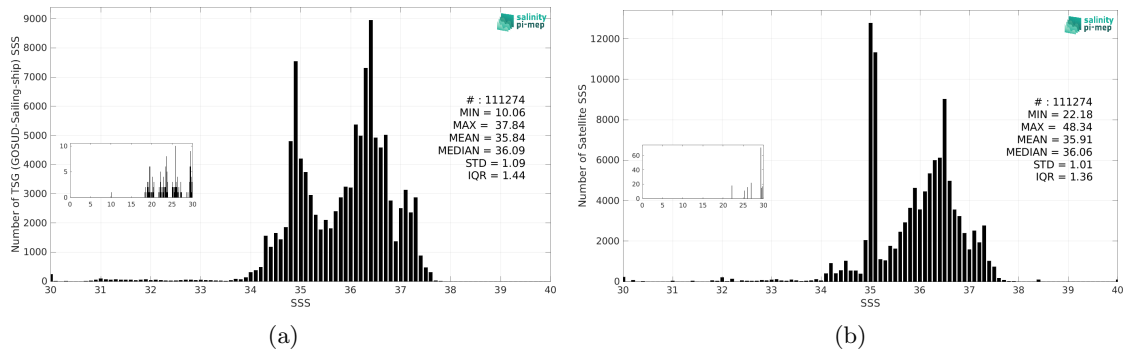 9000
8000
7000
6000
5000
4000
3000
2000
1000
0
Number of TSG (GOSUD-Sailing-ship) SSS
salinity
pi-mep
# : 111274
MIN = 10.06
MAX = 37.84
MEAN = 35.84
MEDIAN = 36.09
STD = 1.09
IQR = 1.44
10
5
0
0 5 10 15 20 25 30
30 31 32 33 34 35 36 37 38 39 40
SSS
(a)
12000
10000
8000
6000
4000
2000
0
Number of Satellite SSS
salinity
pi-mep
# : 111274
MIN = 22.18
MAX = 48.34
MEAN = 35.91
MEDIAN = 36.06
STD = 1.01
IQR = 1.36
60
40
20
0
0 5 10 15 20 25 30
30 31 32 33 34 35 36 37 38 39 40
SSS
(b)